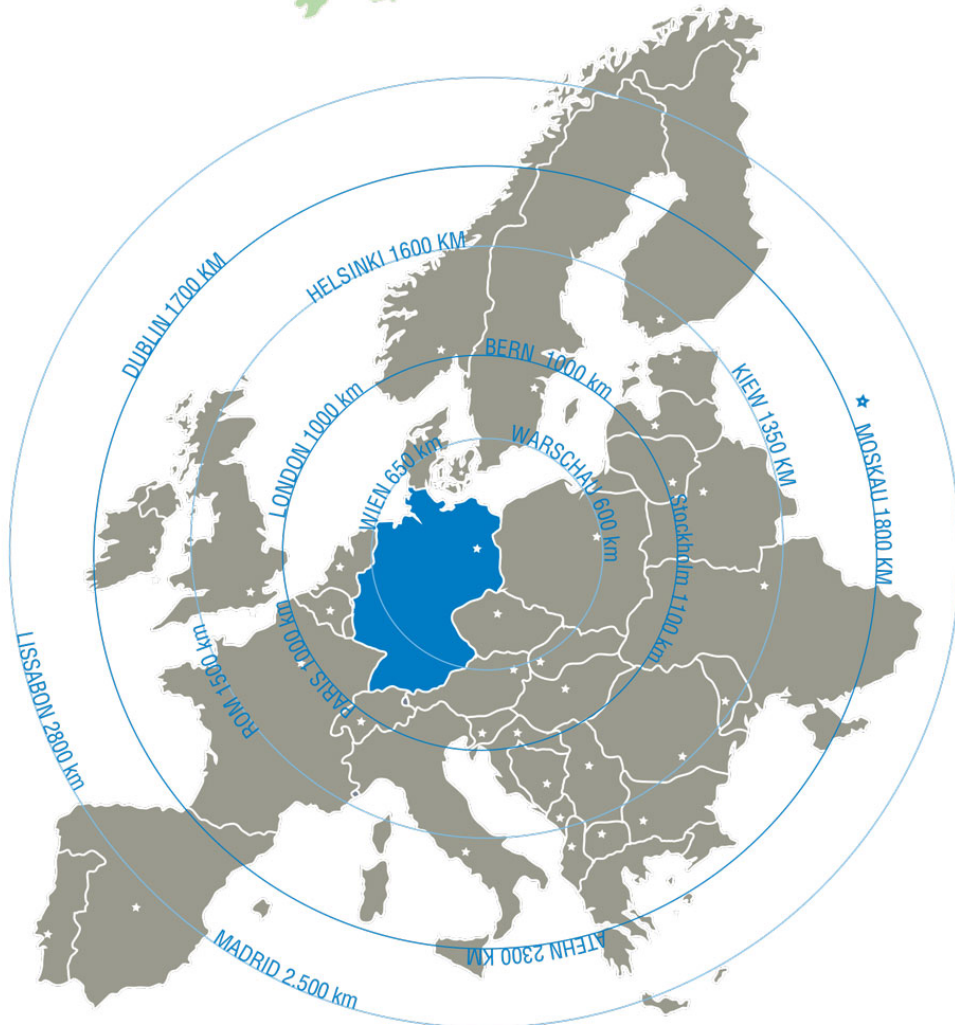 HELSINKI 1600 KM
DUBLIN 1700 KM
BERN 1000 km
KIEW 1350 KM
LONDON 1000 km
WARSCHAU 600 km
WIEN 650 km
MOSKAU 1800 KM
Stockholm 1100 km
PARIS 1000 km
ROM 1500 km
LISSABON 2800 km
ATEHN 2300 KM
MADRID 2.500 km